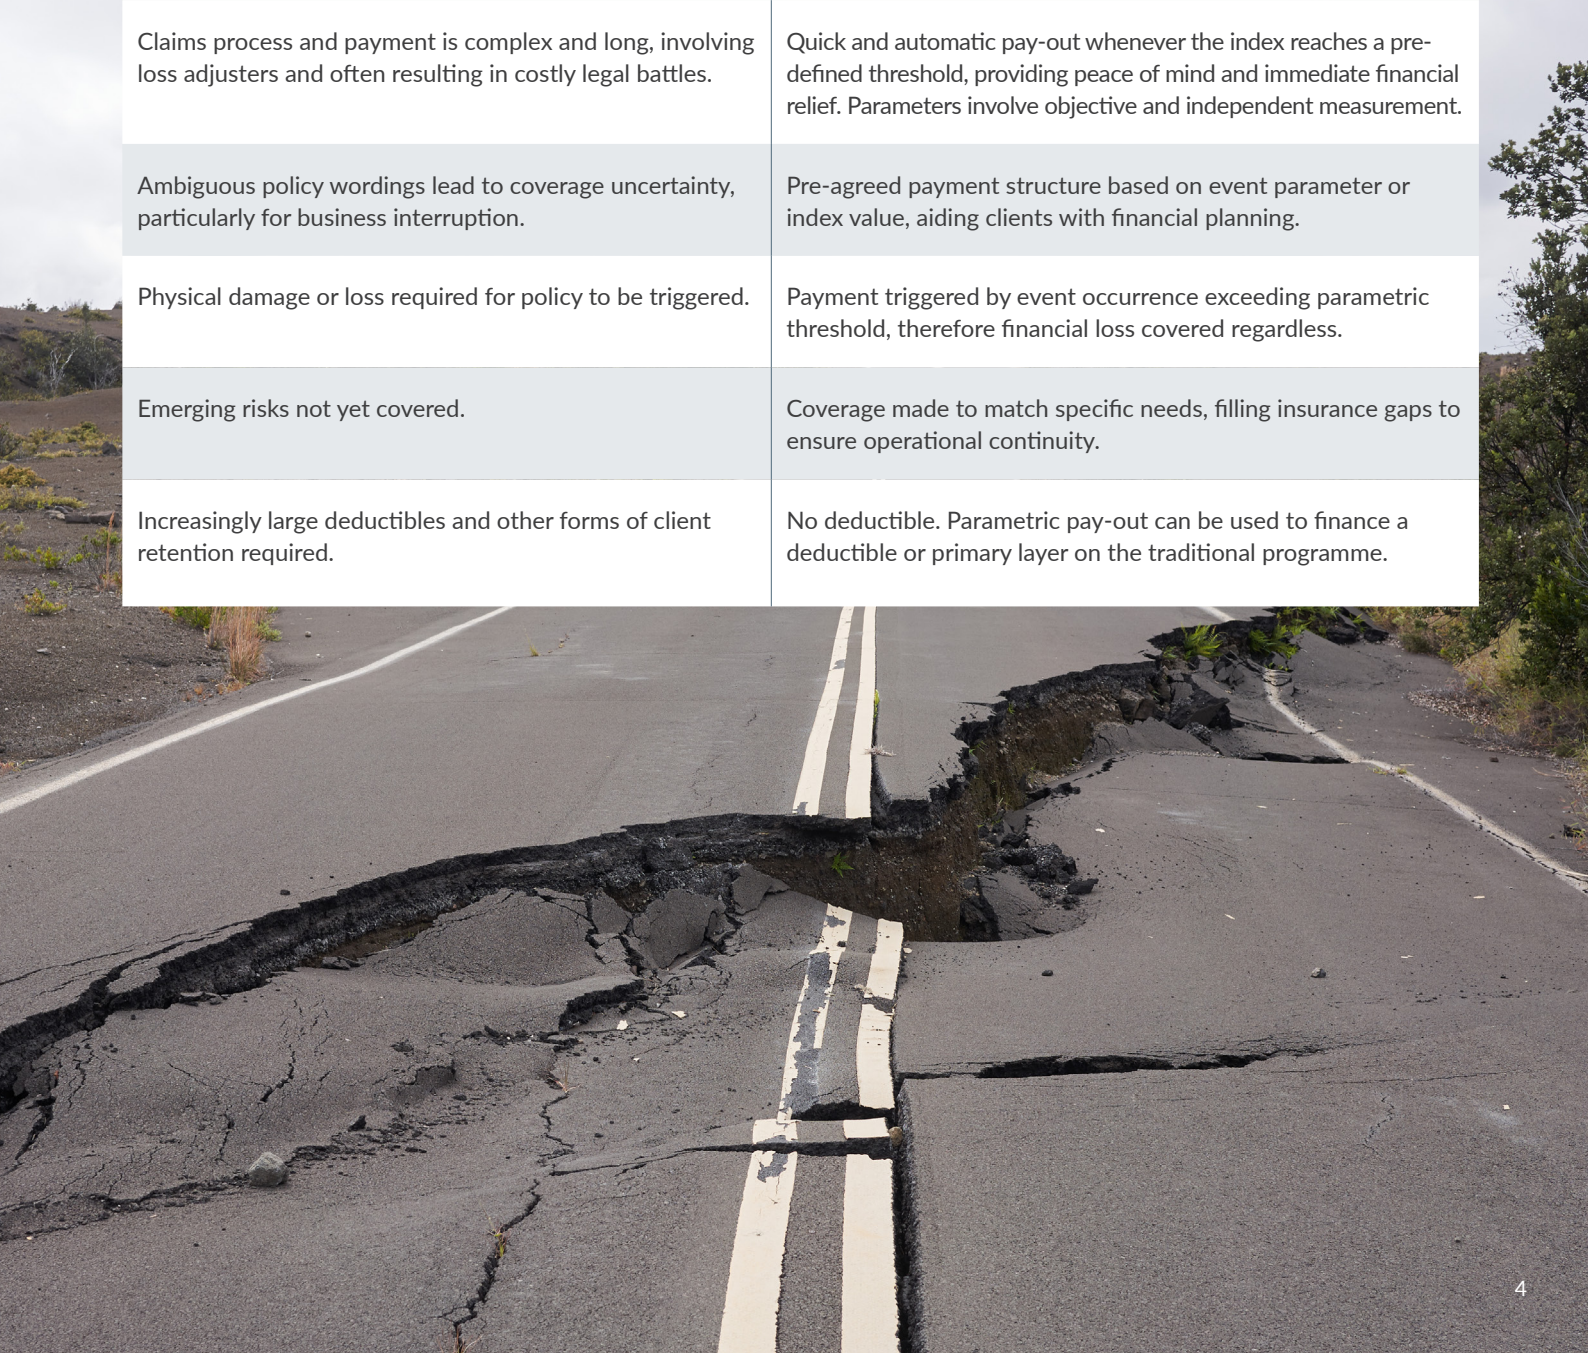 Claims process and payment is complex and long, involving
loss adjusters and often resulting in costly legal battles.
Quick and automatic pay-out whenever the index reaches a pre-
defined threshold, providing peace of mind and immediate financial
relief. Parameters involve objective and independent measurement.
Ambiguous policy wordings lead to coverage uncertainty,
particularly for business interruption.
Pre-agreed payment structure based on event parameter or
index value, aiding clients with financial planning.
Physical damage or loss required for policy to be triggered.
Payment triggered by event occurrence exceeding parametric
threshold, therefore financial loss covered regardless.
Emerging risks not yet covered.
Coverage made to match specific needs, filling insurance gaps to
ensure operational continuity.
Increasingly large deductibles and other forms of client
retention required.
No deductible. Parametric pay-out can be used to finance a
deductible or primary layer on the traditional programme.
4